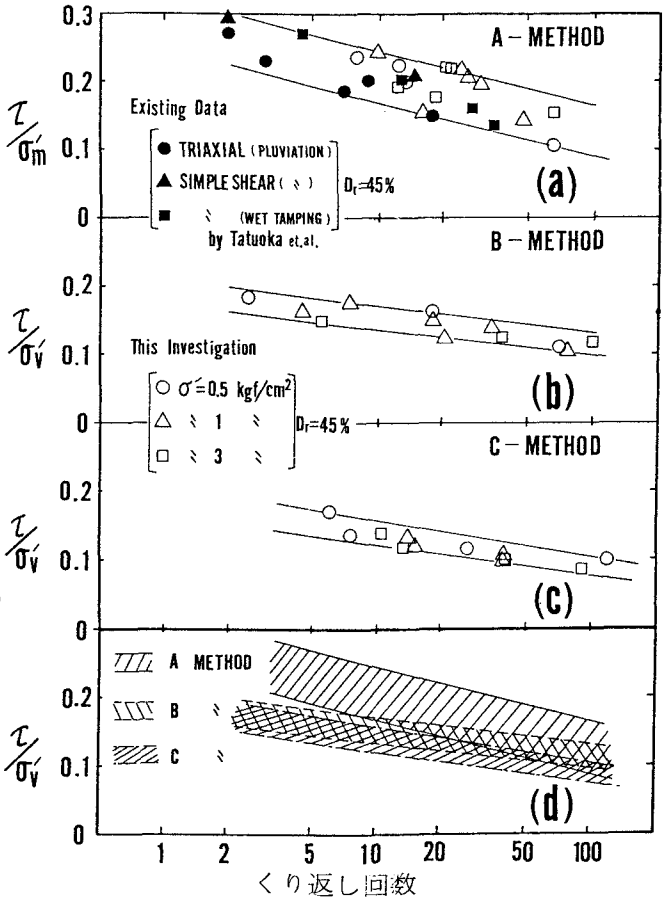 0.3
A-METHOD
0.2
τ/σ'm
Existing Data
0.1
● TRIAXIAL (PLUVIATION)
▲ SIMPLE SHEAR ( 〃 ) Dr=45%
■ 〃 (WET TAMPING)
by Tatuoka et.al.
(a)
0
B-METHOD
0.2
τ/σ'v
0.1
This Investigation
○ σ'=0.5 kgf/cm²
△ 〃 1 〃 Dr=45%
□ 〃 3 〃
(b)
0
C-METHOD
0.2
τ/σ'v
0.1
(c)
0
A METHOD
0.2
B 〃
τ/σ'v
C 〃
0.1
(d)
0
1 2 5 10 20 50 100
くり返し回数